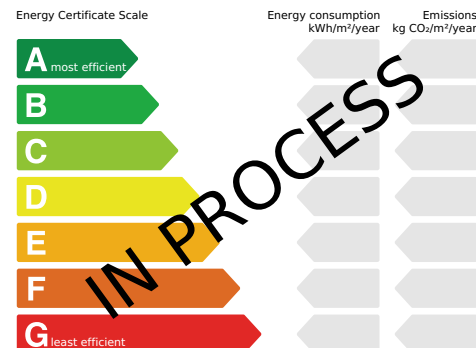 Energy Certificate Scale
Energy consumption
kWh/m²/year
Emissions
kg CO₂/m²/year
A most efficient
B
C
D
E
F
G least efficient
IN PROCESS